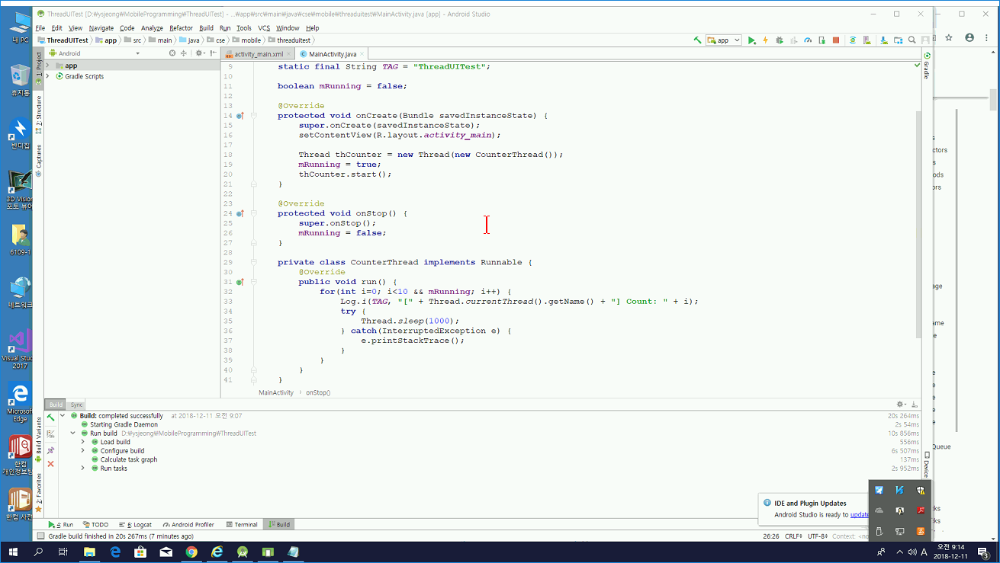 ThreadUITest [D:₩ysjeong₩MobileProgramming₩ThreadUITest] - ...₩app₩src₩main₩java₩cse₩mobile₩threaduitest₩MainActivity.java [app] - Android Studio
File Edit View Navigate Code Analyze Refactor Build Run Tools VCS Window Help
ThreadUITest app src main java cse mobile threaduitest
app
Android
activity_main.xml
MainActivity.java
1: Project
Z: Structure
Captures
Build Variants
2: Favorites
Gradle
Device
app
Gradle Scripts
9 static final String TAG = "ThreadUITest";
10
11 boolean mRunning = false;
12
13 @Override
14 protected void onCreate(Bundle savedInstanceState) {
15 super.onCreate(savedInstanceState);
16 setContentView(R.layout.activity_main);
17
18 Thread thCounter = new Thread(new CounterThread());
19 mRunning = true;
20 thCounter.start();
21 }
22
23 @Override
24 protected void onStop() {
25 super.onStop();
26 mRunning = false;
27 }
28
29 private class CounterThread implements Runnable {
30 @Override
31 public void run() {
32 for(int i=0; i<10 && mRunning; i++) {
33 Log.i(TAG, "[" + Thread.currentThread().getName() + "] Count: " + i);
34 try {
35 Thread.sleep(1000);
36 } catch(InterruptedException e) {
37 e.printStackTrace();
38 }
39 }
40 }
41 }
MainActivity › onStop()
Build Sync
Build: completed successfully at 2018-12-11 오전 9:07 20s 264ms
Starting Gradle Daemon 2s 54ms
Run build D:₩ysjeong₩MobileProgramming₩ThreadUITest 10s 856ms
Load build 556ms
Configure build 6s 507ms
Calculate task graph 137ms
Run tasks 2s 952ms
IDE and Plugin Updates
Android Studio is ready to update
4: Run TODO 6: Logcat Android Profiler Terminal Build
Gradle build finished in 20s 267ms (7 minutes ago)
26:26 CRLF UTF-8 Context:
내 PC
휴지통
반디집
3D Vision
포토 뷰어
6109-1
네트워크
Visual Stud
2017
Microsoft
Edge
한컴
한컴 사전
ctors
ods
ors
age
ame
Queue
cks
A
오전 9:14
2018-12-11
3